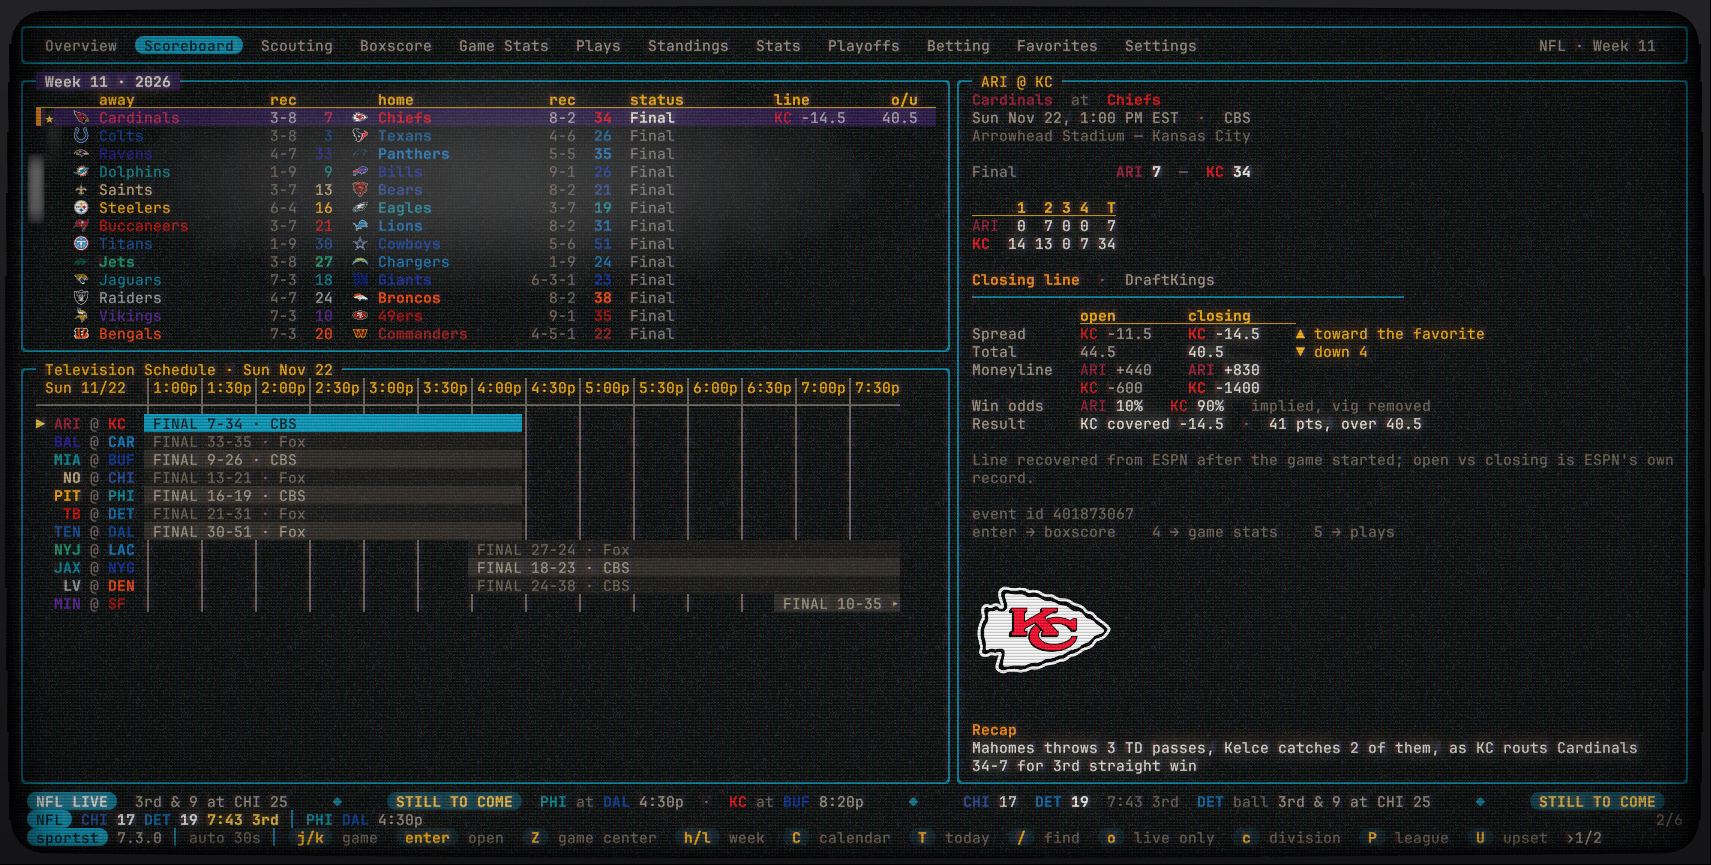 Overview Scoreboard Scouting Boxscore Game Stats Plays Standings Stats Playoffs Betting Favorites Settings NFL · Week 11
Week 11 · 2026
away rec home rec status line o/u
★ Cardinals 3-8 7 Chiefs 8-2 34 Final KC -14.5 40.5
Colts 3-8 3 Texans 4-6 26 Final
Ravens 4-7 33 Panthers 5-5 35 Final
Dolphins 1-9 9 Bills 9-1 26 Final
Saints 3-7 13 Bears 8-2 21 Final
Steelers 6-4 16 Eagles 3-7 19 Final
Buccaneers 3-7 21 Lions 8-2 31 Final
Titans 1-9 30 Cowboys 5-6 51 Final
Jets 3-8 27 Chargers 1-9 24 Final
Jaguars 7-3 18 Giants 6-3-1 23 Final
Raiders 4-7 24 Broncos 8-2 38 Final
Vikings 7-3 10 49ers 9-1 35 Final
Bengals 7-3 20 Commanders 4-5-1 22 Final
Television Schedule · Sun Nov 22
Sun 11/22 1:00p 1:30p 2:00p 2:30p 3:00p 3:30p 4:00p 4:30p 5:00p 5:30p 6:00p 6:30p 7:00p 7:30p
▶ ARI @ KC FINAL 7-34 · CBS
BAL @ CAR FINAL 33-35 · Fox
MIA @ BUF FINAL 9-26 · CBS
NO @ CHI FINAL 13-21 · Fox
PIT @ PHI FINAL 16-19 · CBS
TB @ DET FINAL 21-31 · Fox
TEN @ DAL FINAL 30-51 · Fox
NYJ @ LAC FINAL 27-24 · Fox
JAX @ NYG FINAL 18-23 · CBS
LV @ DEN FINAL 24-38 · CBS
MIN @ SF FINAL 10-35 ▸
ARI @ KC
Cardinals at Chiefs
Sun Nov 22, 1:00 PM EST · CBS
Arrowhead Stadium — Kansas City
Final ARI 7 — KC 34
1 2 3 4 T
ARI 0 7 0 0 7
KC 14 13 0 7 34
Closing line · DraftKings
open closing
Spread KC -11.5 KC -14.5 ▲ toward the favorite
Total 44.5 40.5 ▼ down 4
Moneyline ARI +440 ARI +830
KC -600 KC -1400
Win odds ARI 10% KC 90% implied, vig removed
Result KC covered -14.5 · 41 pts, over 40.5
Line recovered from ESPN after the game started; open vs closing is ESPN's own
record.
event id 401873067
enter → boxscore 4 → game stats 5 → plays
KC
Recap
Mahomes throws 3 TD passes, Kelce catches 2 of them, as KC routs Cardinals
34-7 for 3rd straight win
NFL LIVE 3rd & 9 at CHI 25 ◆ STILL TO COME PHI at DAL 4:30p · KC at BUF 8:20p ◆ CHI 17 DET 19 7:43 3rd DET ball 3rd & 9 at CHI 25 ◆ STILL TO COME
NFL CHI 17 DET 19 7:43 3rd PHI DAL 4:30p 2/6
sportst 7.3.0 auto 30s j/k game enter open Z game center h/l week C calendar T today / find o live only c division P league U upset >1/2